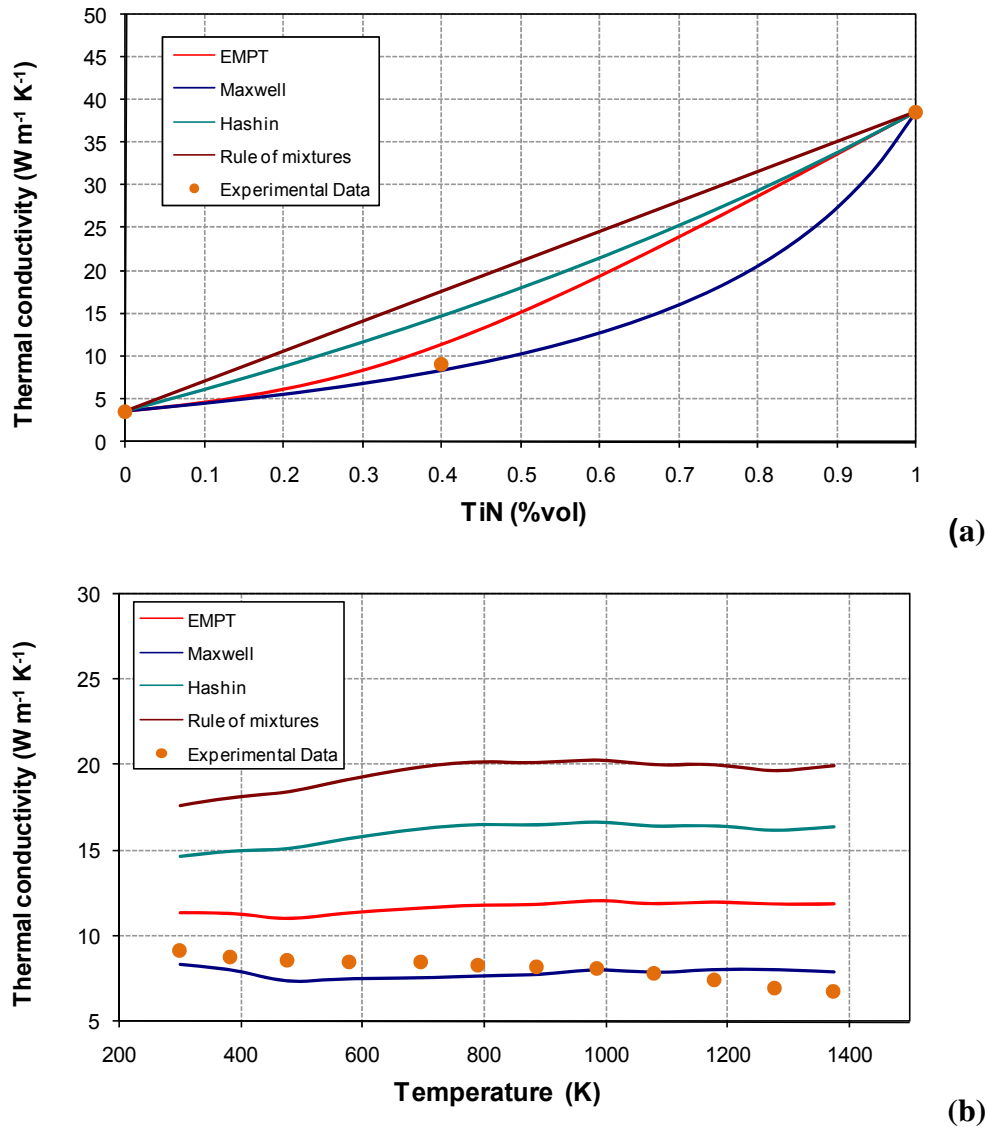 50
45
40
35
30
25
20
15
10
5
0
Thermal conductivity (W m⁻¹ K⁻¹)
EMPT
Maxwell
Hashin
Rule of mixtures
Experimental Data
0 0.1 0.2 0.3 0.4 0.5 0.6 0.7 0.8 0.9 1
TiN (%vol)
(a)
30
25
20
15
10
5
Thermal conductivity (W m⁻¹ K⁻¹)
EMPT
Maxwell
Hashin
Rule of mixtures
Experimental Data
200 400 600 800 1000 1200 1400
Temperature (K)
(b)